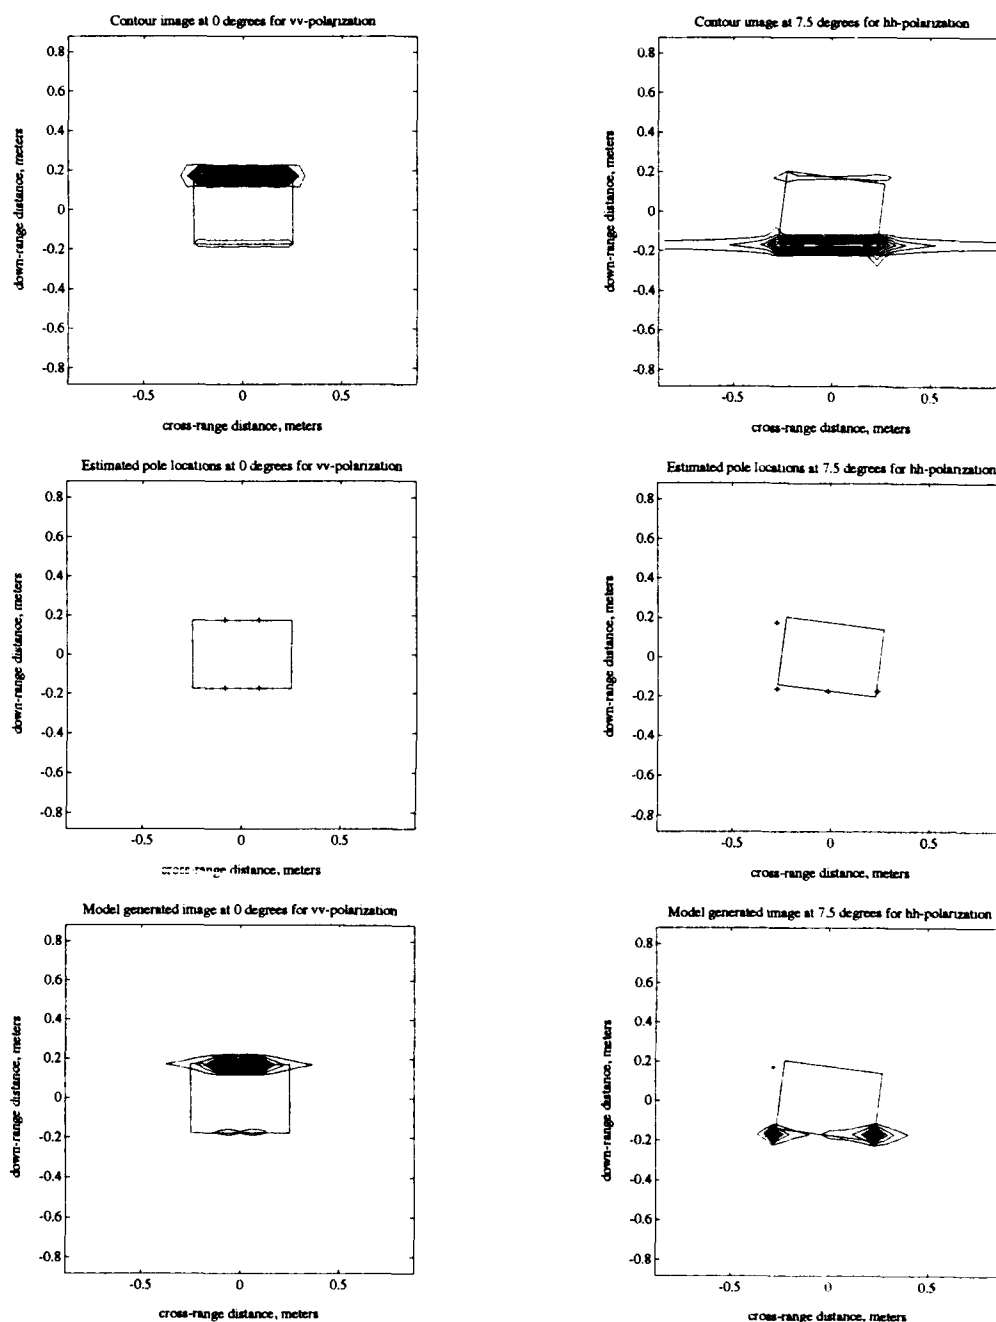 Contour image at 0 degrees for vv-polarization
0.8
0.6
0.4
0.2
0
-0.2
-0.4
-0.6
-0.8
down-range distance, meters
-0.5 0 0.5
cross-range distance, meters
Contour image at 7.5 degrees for hh-polarization
0.8
0.6
0.4
0.2
0
-0.2
-0.4
-0.6
-0.8
down-range distance, meters
-0.5 0 0.5
cross-range distance, meters
Estimated pole locations at 0 degrees for vv-polarization
0.8
0.6
0.4
0.2
0
-0.2
-0.4
-0.6
-0.8
down-range distance, meters
-0.5 0 0.5
cross-range distance, meters
Estimated pole locations at 7.5 degrees for hh-polarization
0.8
0.6
0.4
0.2
0
-0.2
-0.4
-0.6
-0.8
down-range distance, meters
-0.5 0 0.5
cross-range distance, meters
Model generated image at 0 degrees for vv-polarization
0.8
0.6
0.4
0.2
0
-0.2
-0.4
-0.6
-0.8
down-range distance, meters
-0.5 0 0.5
cross-range distance, meters
Model generated image at 7.5 degrees for hh-polarization
0.8
0.6
0.4
0.2
0
-0.2
-0.4
-0.6
-0.8
down-range distance, meters
-0.5 0 0.5
cross-range distance, meters